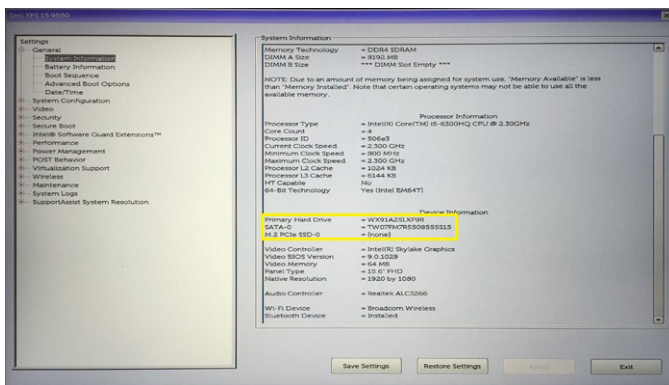 Dell XPS 15 9550
Settings
General
System Information
Battery Information
Boot Sequence
Advanced Boot Options
Date/Time
System Configuration
Video
Security
Secure Boot
Intel® Software Guard Extensions™
Performance
Power Management
POST Behavior
Virtualization Support
Wireless
Maintenance
System Logs
SupportAssist System Resolution
System Information
Memory Technology = DDR4 SDRAM
DIMM A Size = 8192 MB
DIMM B Size *** DIMM Slot Empty ***
NOTE: Due to an amount of memory being assigned for system use, "Memory Available" is less
than "Memory Installed". Note that certain operating systems may not be able to use all the
available memory.
Processor Information
Processor Type = Intel(R) Core(TM) i5-6300HQ CPU @ 2.30GHz
Core Count = 4
Processor ID = 506e3
Current Clock Speed = 2.300 GHz
Minimum Clock Speed = 800 MHz
Maximum Clock Speed = 2.300 GHz
Processor L2 Cache = 1024 KB
Processor L3 Cache = 6144 KB
HT Capable No
64-Bit Technology Yes (Intel EM64T)
Device Information
Primary Hard Drive = WX91A25LKF9R
SATA-0 =
M.2 PCIe SSD-0 = (none)
Video Controller = Intel(R) Skylake Graphics
Video BIOS Version = 9.0.1029
Video Memory = 64 MB
Panel Type = 15.6" FHD
Native Resolution = 1920 by 1080
Audio Controller = Realtek ALC3266
Wi-Fi Device = Broadcom Wireless
Bluetooth Device = Installed
Save Settings Restore Settings Apply Exit